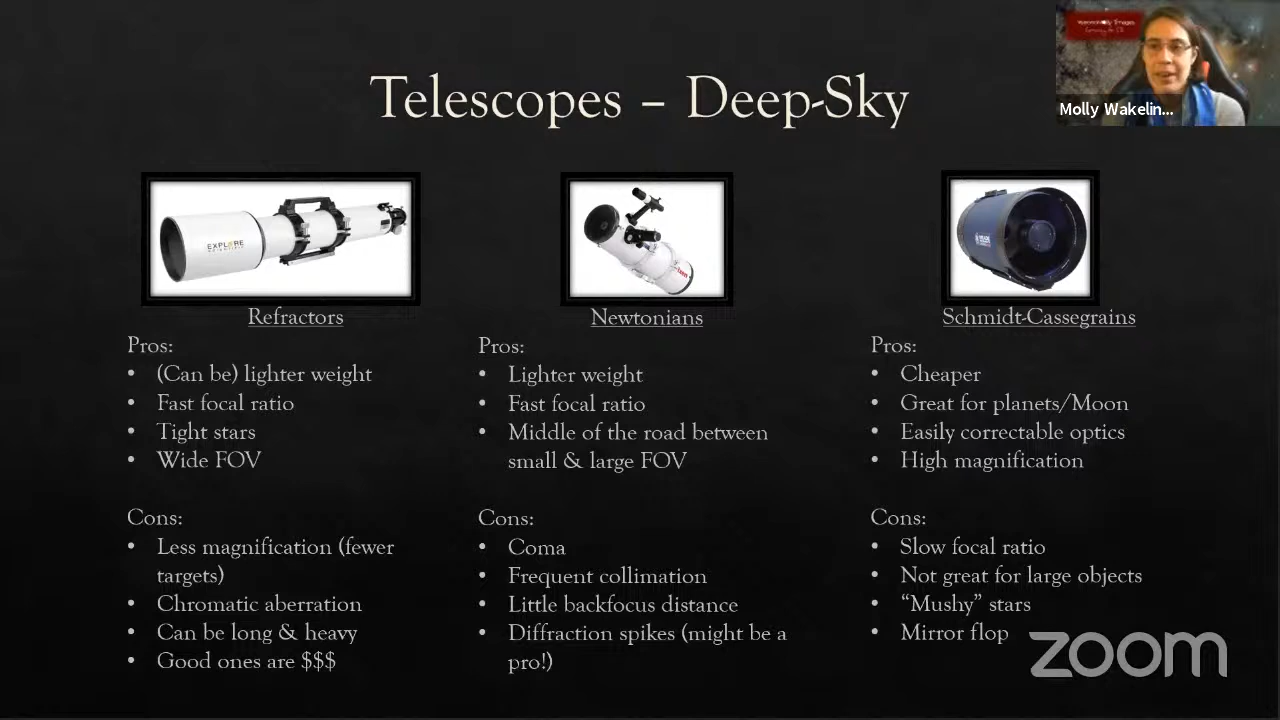 Telescopes – Deep-Sky
Molly Wakelin...
EXPLORE
SCIENTIFIC
Refractors
Pros:
• (Can be) lighter weight
• Fast focal ratio
• Tight stars
• Wide FOV
Cons:
• Less magnification (fewer
targets)
• Chromatic aberration
• Can be long & heavy
• Good ones are $$$
Newtonians
Pros:
• Lighter weight
• Fast focal ratio
• Middle of the road between
small & large FOV
Cons:
• Coma
• Frequent collimation
• Little backfocus distance
• Diffraction spikes (might be a
pro!)
Schmidt-Cassegrains
Pros:
• Cheaper
• Great for planets/Moon
• Easily correctable optics
• High magnification
Cons:
• Slow focal ratio
• Not great for large objects
• “Mushy” stars
• Mirror flop
zoom